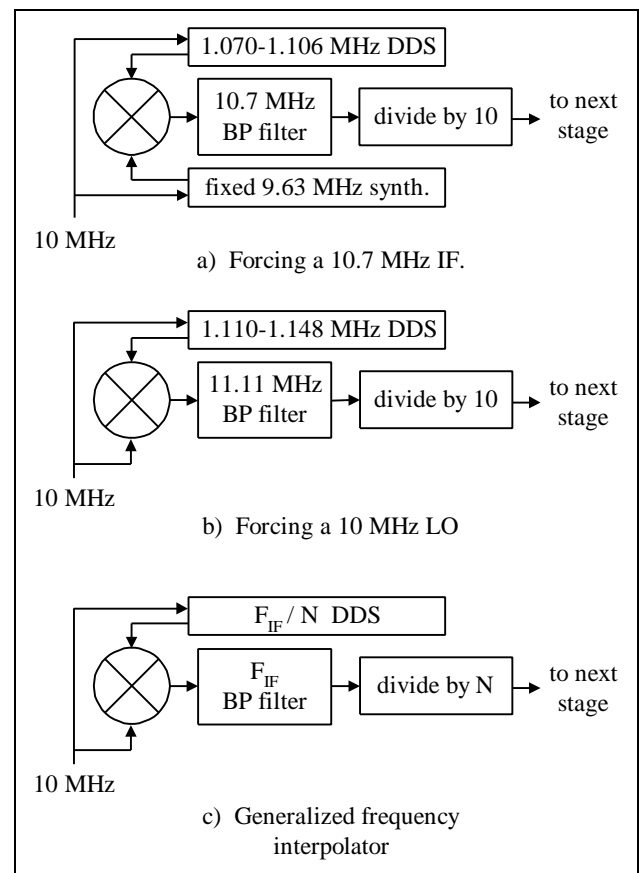 1.070-1.106 MHz DDS
10.7 MHz
BP filter
divide by 10
to next
stage
fixed 9.63 MHz synth.
10 MHz
a) Forcing a 10.7 MHz IF.
1.110-1.148 MHz DDS
11.11 MHz
BP filter
divide by 10
to next
stage
10 MHz
b) Forcing a 10 MHz LO
F_IF / N DDS
F_IF
BP filter
divide by N
to next
stage
10 MHz
c) Generalized frequency
interpolator